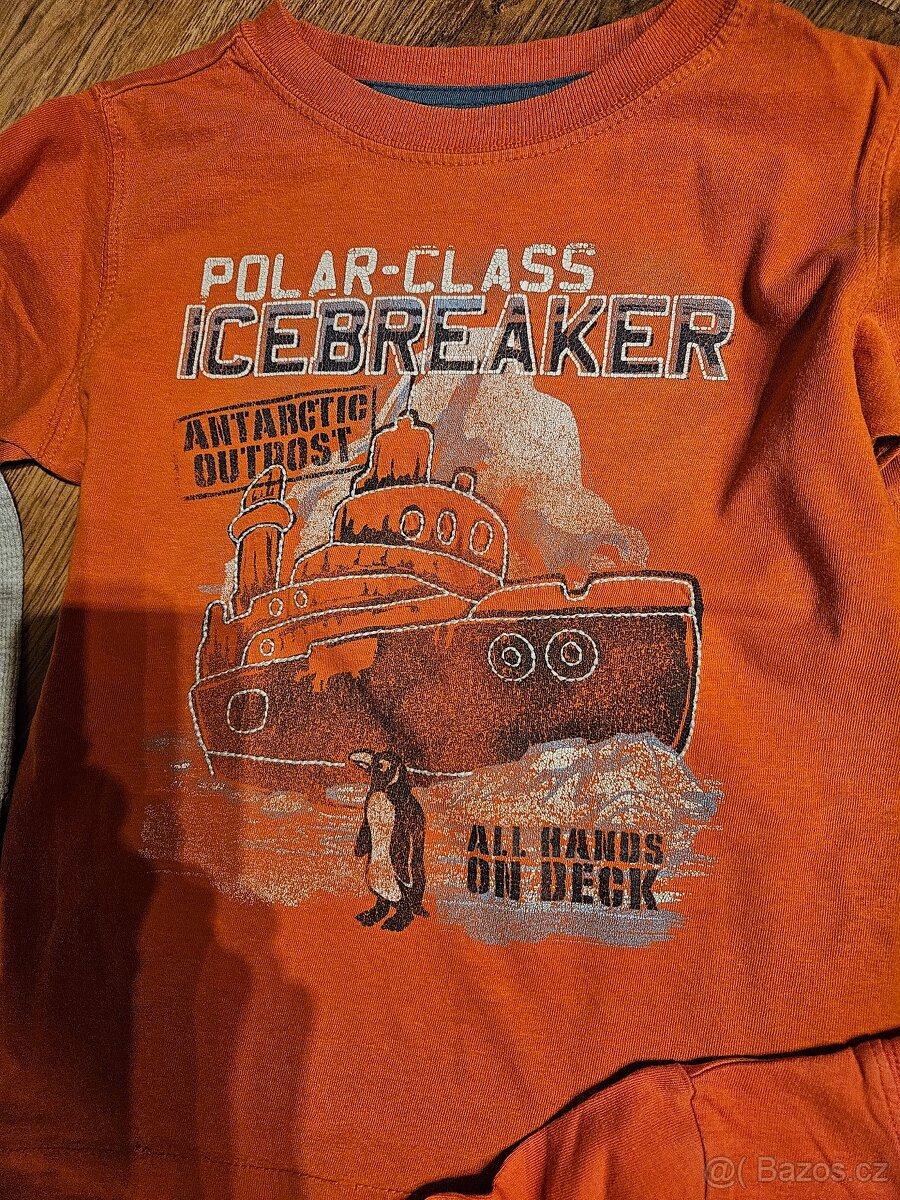 POLAR-CLASS
ICEBREAKER
ANTARCTIC
OUTPOST
ALL HANDS
ON DECK
@( Bazos.cz